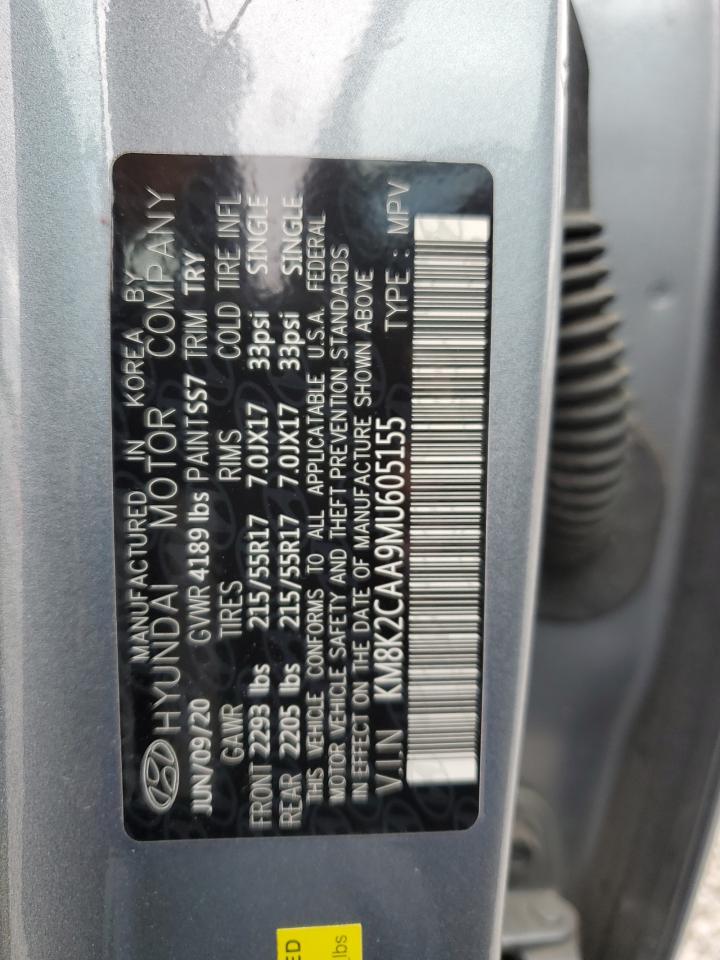 MANUFACTURED IN KOREA BY
HYUNDAI MOTOR COMPANY
JUN/09/20 GVWR 4189 lbs PAINT SS7 TRIM TRY
GAWR TIRES RIMS COLD TIRE INFL
FRONT 2293 lbs 215/55R17 7.0JX17 33psi SINGLE
REAR 2205 lbs 215/55R17 7.0JX17 33psi SINGLE
THIS VEHICLE CONFORMS TO ALL APPLICATABLE U.S.A. FEDERAL
MOTOR VEHICLE SAFETY AND THEFT PREVENTION STANDARDS
IN EFFECT ON THE DATE OF MANUFACTURE SHOWN ABOVE
VIN KM8K2CAA9MU605155 TYPE : MPV
ED
lbs